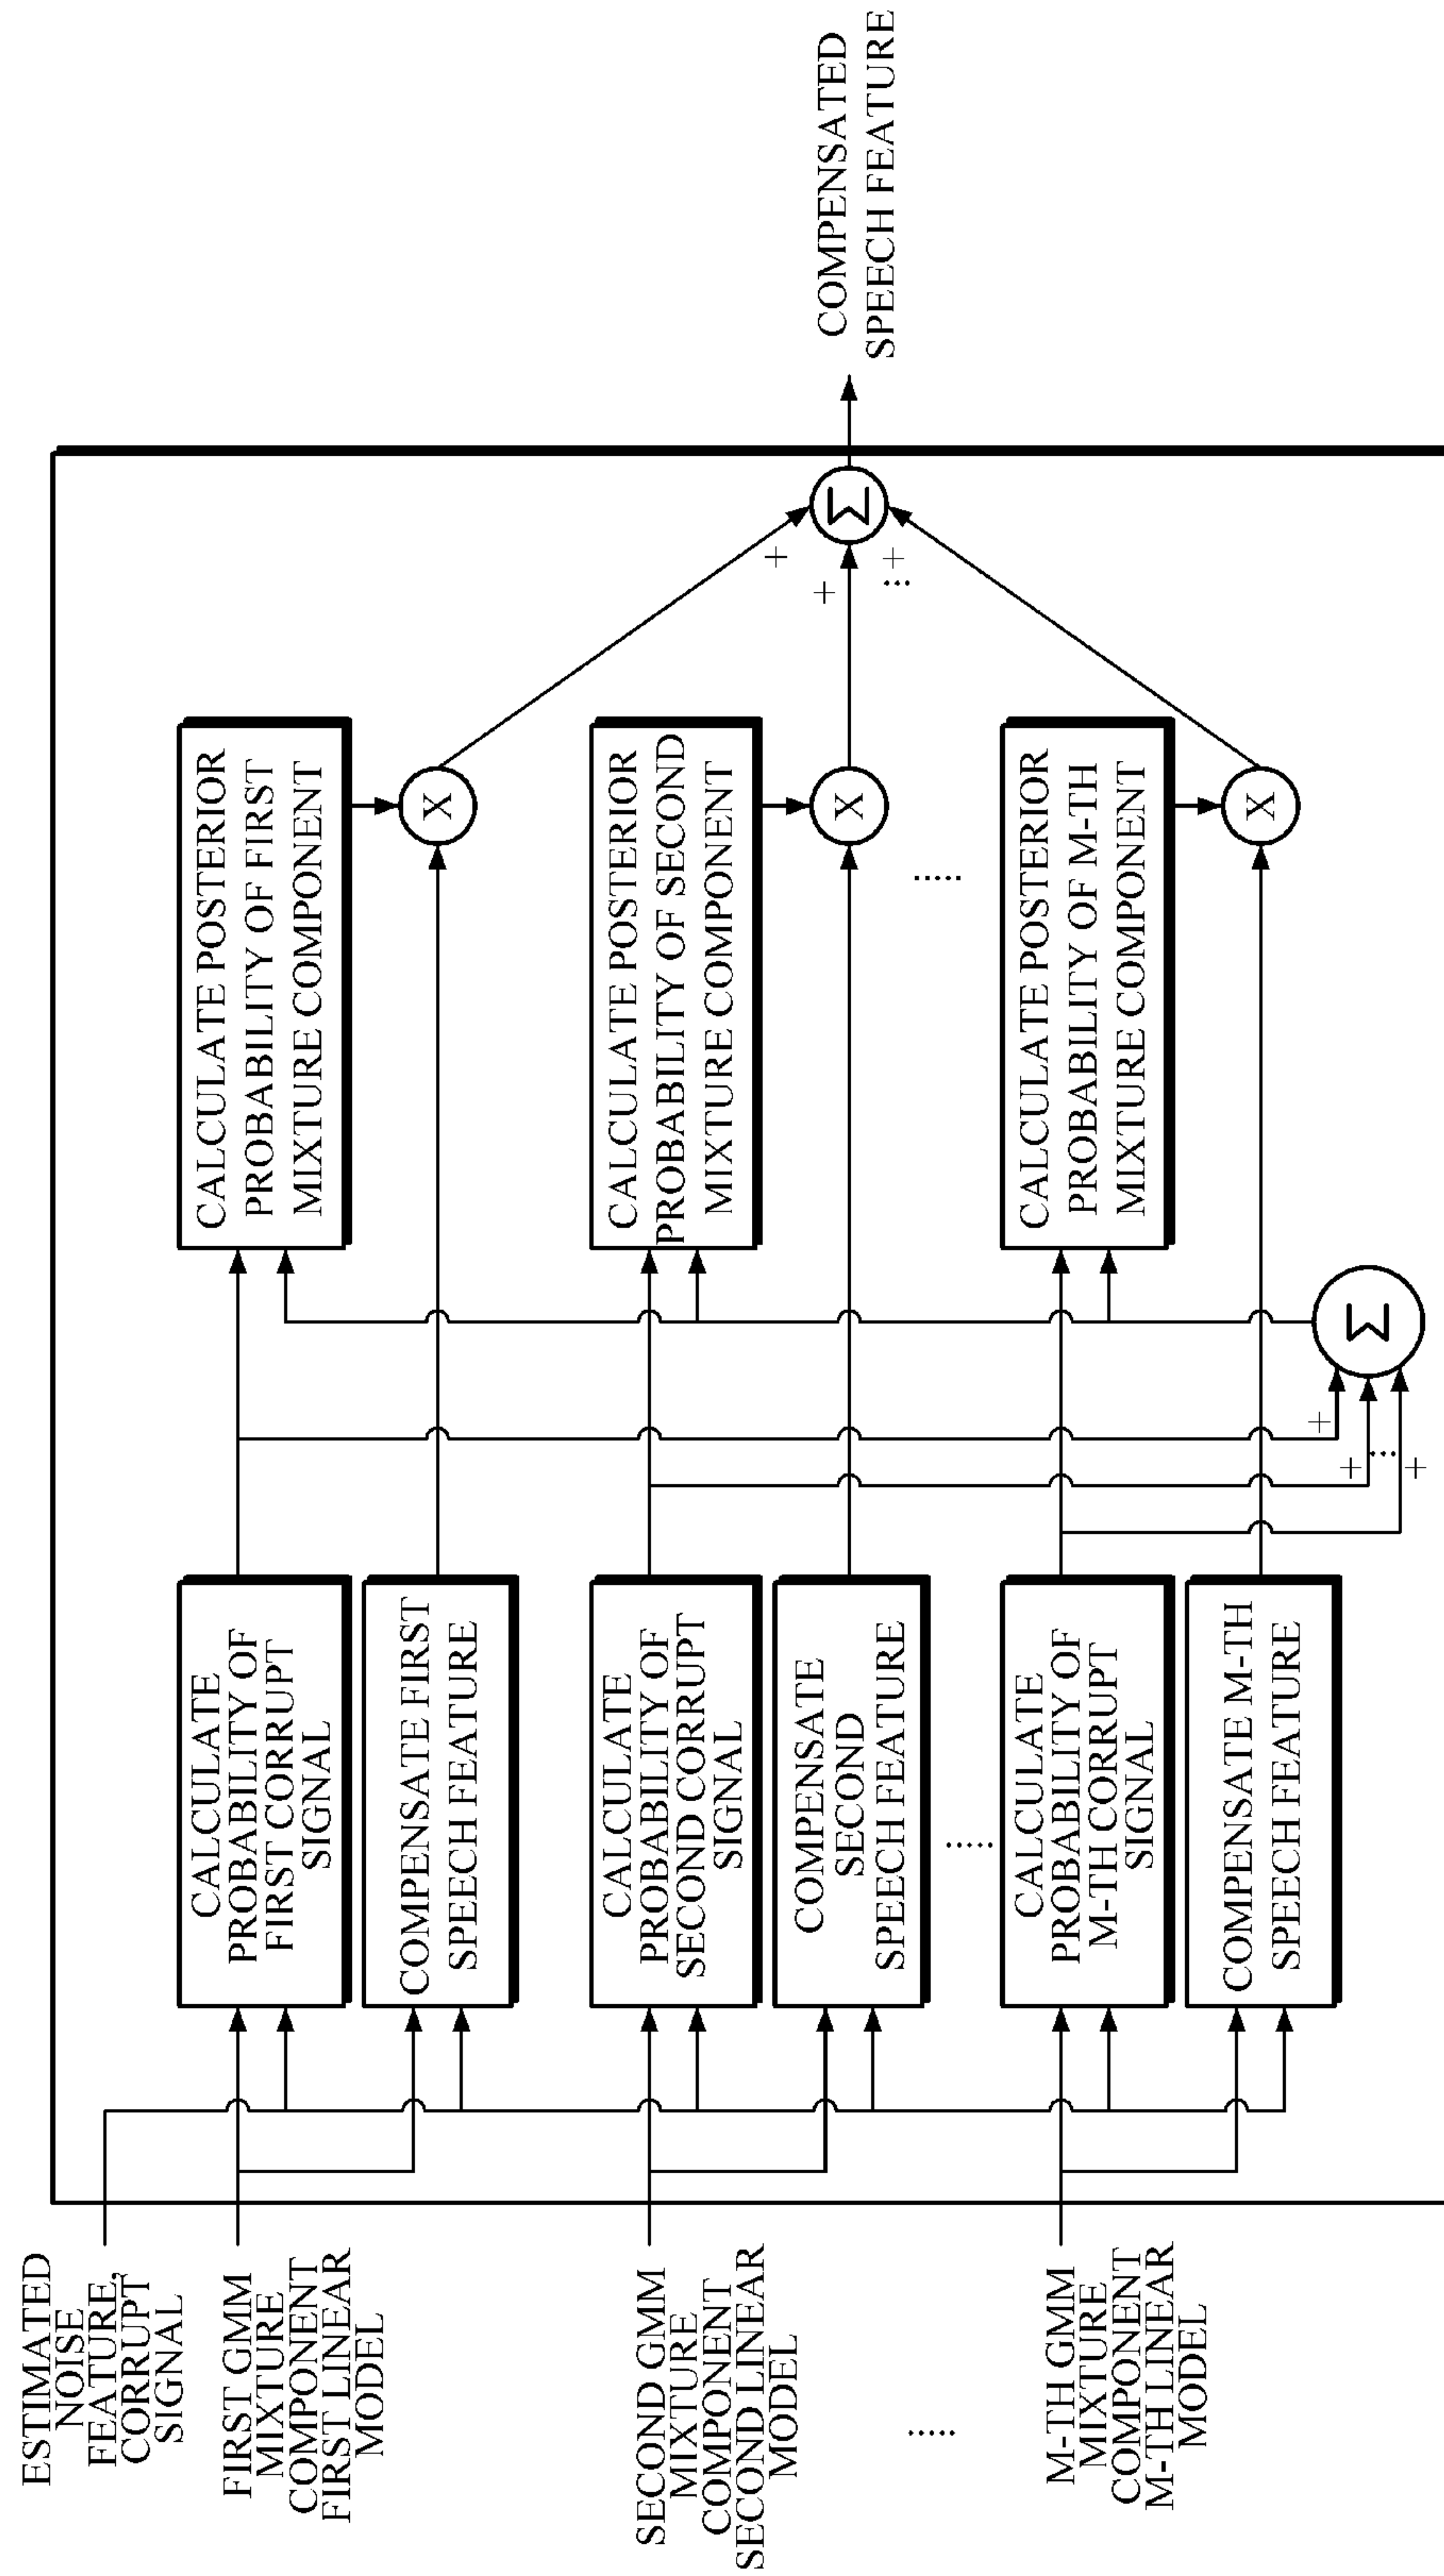 ESTIMATED
NOISE
FEATURE,
CORRUPT
SIGNAL
FIRST GMM
MIXTURE
COMPONENT
FIRST LINEAR
MODEL
SECOND GMM
MIXTURE
COMPONENT
SECOND LINEAR
MODEL
.....
M-TH GMM
MIXTURE
COMPONENT
M-TH LINEAR
MODEL
CALCULATE
PROBABILITY OF
FIRST CORRUPT
SIGNAL
COMPENSATE FIRST
SPEECH FEATURE
CALCULATE
PROBABILITY OF
SECOND CORRUPT
SIGNAL
COMPENSATE
SECOND
SPEECH FEATURE
.....
CALCULATE
PROBABILITY OF
M-TH CORRUPT
SIGNAL
COMPENSATE M-TH
SPEECH FEATURE
+
+
...
+
Σ
CALCULATE POSTERIOR
PROBABILITY OF FIRST
MIXTURE COMPONENT
X
CALCULATE POSTERIOR
PROBABILITY OF SECOND
MIXTURE COMPONENT
X
.....
CALCULATE POSTERIOR
PROBABILITY OF M-TH
MIXTURE COMPONENT
X
+
+
+
...
Σ
COMPENSATED
SPEECH FEATURE